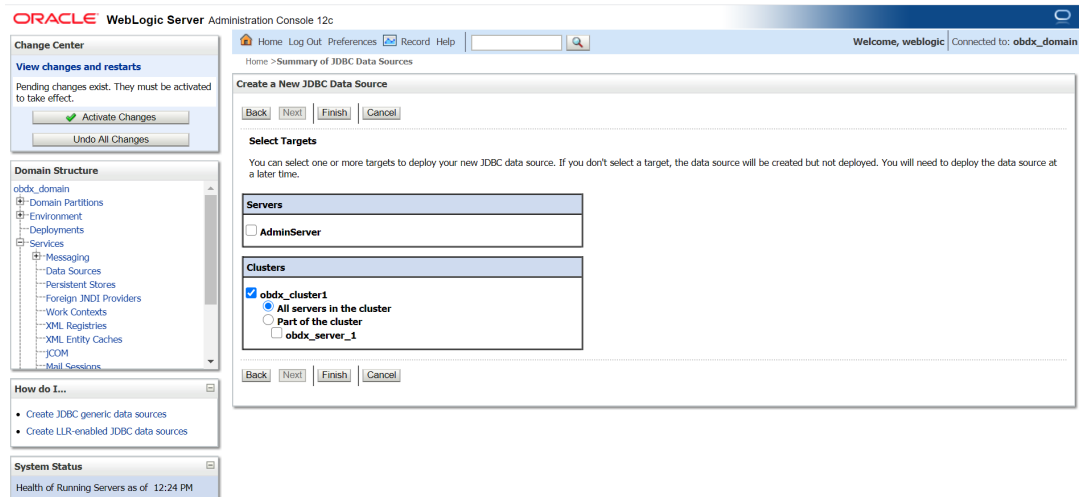 ORACLE WebLogic Server Administration Console 12c
Change Center
View changes and restarts
Pending changes exist. They must be activated
to take effect.
Activate Changes
Undo All Changes
Domain Structure
obdx_domain
Domain Partitions
Environment
Deployments
Services
Messaging
Data Sources
Persistent Stores
Foreign JNDI Providers
Work Contexts
XML Registries
XML Entity Caches
jCOM
Mail Sessions
How do I...
Create JDBC generic data sources
Create LLR-enabled JDBC data sources
System Status
Health of Running Servers as of 12:24 PM
Home Log Out Preferences Record Help
Welcome, weblogic Connected to: obdx_domain
Home >Summary of JDBC Data Sources
Create a New JDBC Data Source
Back Next Finish Cancel
Select Targets
You can select one or more targets to deploy your new JDBC data source. If you don't select a target, the data source will be created but not deployed. You will need to deploy the data source at
a later time.
Servers
AdminServer
Clusters
obdx_cluster1
All servers in the cluster
Part of the cluster
obdx_server_1
Back Next Finish Cancel